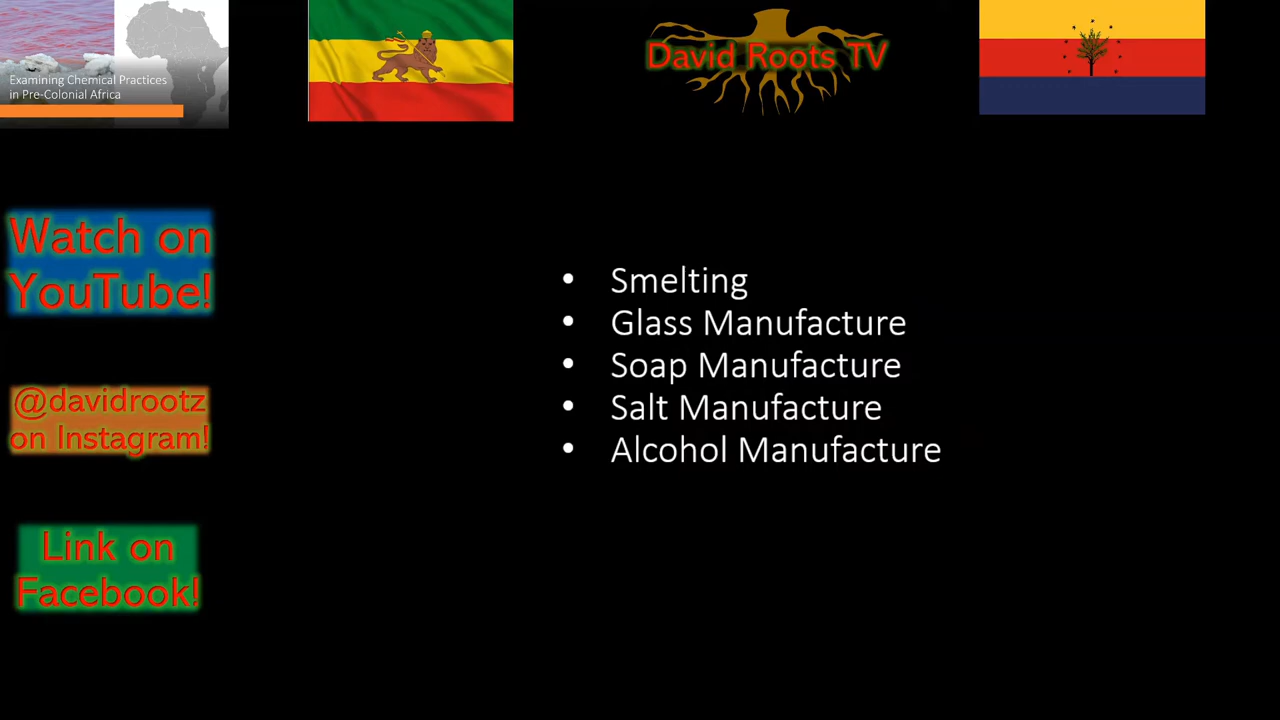 Examining Chemical Practices
in Pre-Colonial Africa
David Roots TV
Watch on
YouTube!
@davidrootz
on Instagram!
Link on
Facebook!
• Smelting
• Glass Manufacture
• Soap Manufacture
• Salt Manufacture
• Alcohol Manufacture